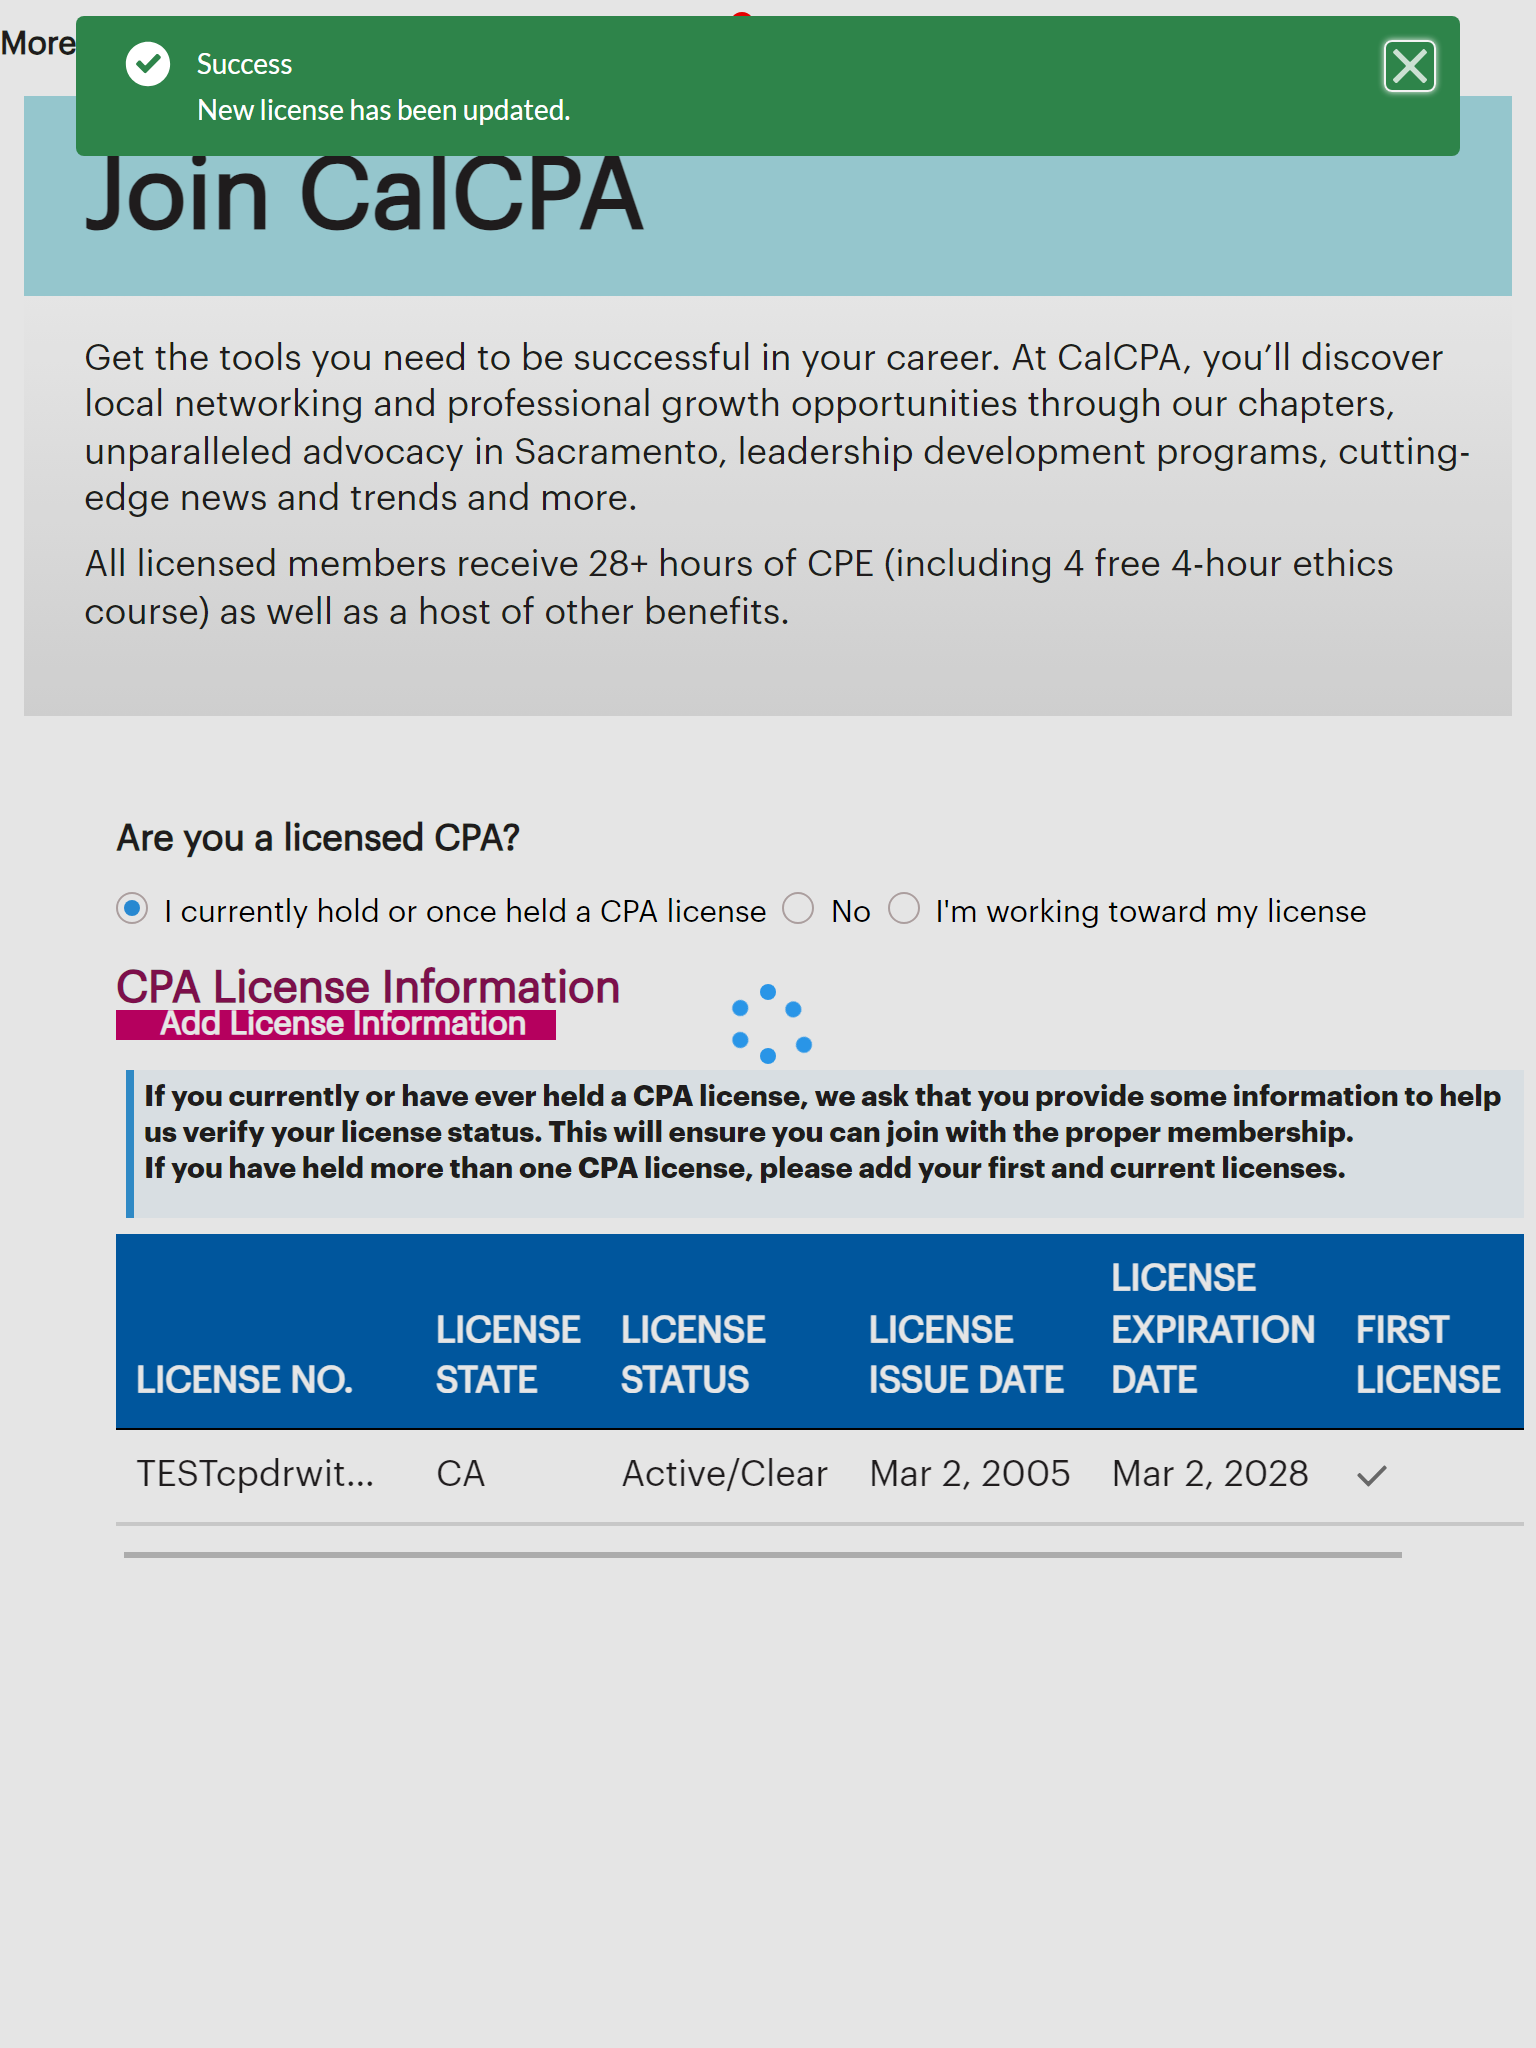 More
Success
New license has been updated.
Join CalCPA
Get the tools you need to be successful in your career. At CalCPA, you’ll discover
local networking and professional growth opportunities through our chapters,
unparalleled advocacy in Sacramento, leadership development programs, cutting-
edge news and trends and more.
All licensed members receive 28+ hours of CPE (including 4 free 4-hour ethics
course) as well as a host of other benefits.
Are you a licensed CPA?
I currently hold or once held a CPA license No I'm working toward my license
CPA License Information
Add License Information
If you currently or have ever held a CPA license, we ask that you provide some information to help
us verify your license status. This will ensure you can join with the proper membership.
If you have held more than one CPA license, please add your first and current licenses.
LICENSE NO. LICENSE STATE LICENSE STATUS LICENSE ISSUE DATE LICENSE EXPIRATION DATE FIRST LICENSE
TESTcpdrwit... CA Active/Clear Mar 2, 2005 Mar 2, 2028